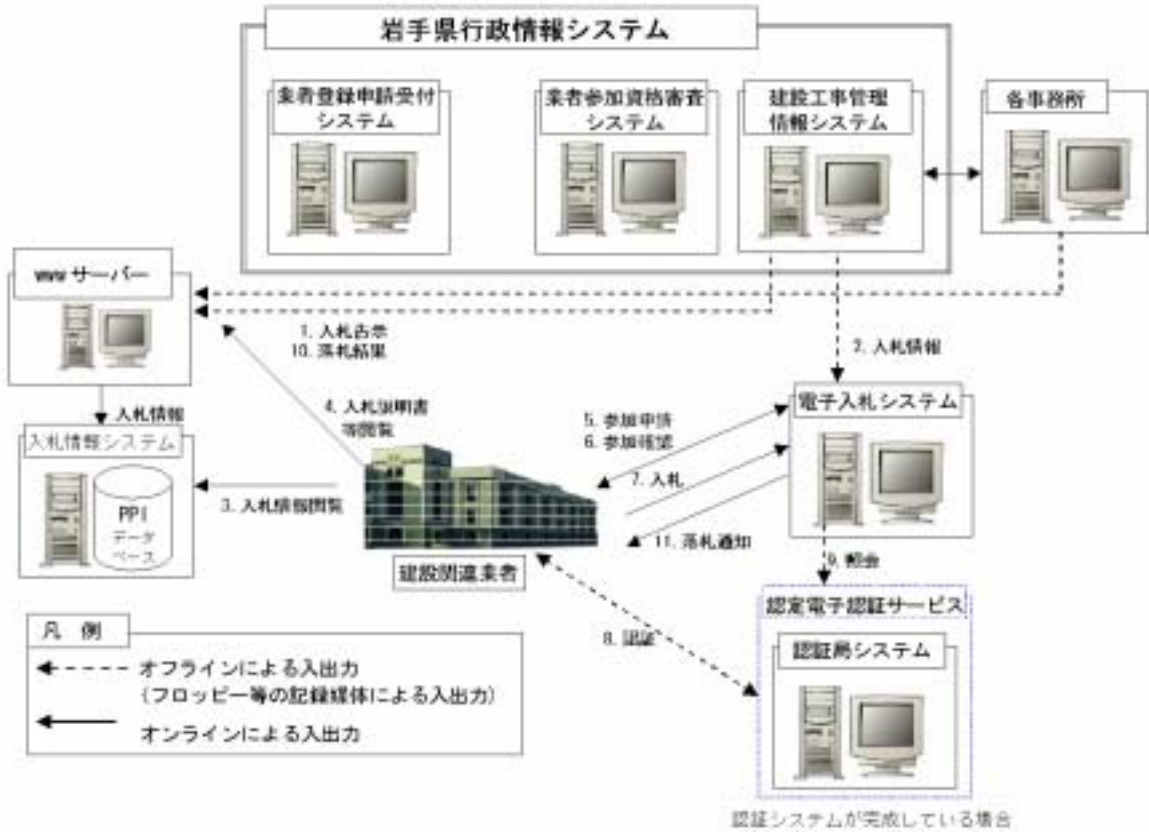 岩手県行政情報システム
業者登録申請受付
システム
業者参加資格審査
システム
建設工事管理
情報システム
各事務所
www サーバー
1. 入札告示
10. 落札結果
2. 入札情報
4. 入札説明書
等閲覧
入札情報
入札情報システム
PPI
データ
ベース
3. 入札情報閲覧
建設関連業者
5. 参加申請
6. 参加確認
7. 入札
11. 落札通知
電子入札システム
9. 照会
8. 認証
認定電子認証サービス
認証局システム
認証システムが完成している場合
凡 例
オフラインによる入出力
(フロッピー等の記録媒体による入出力)
オンラインによる入出力